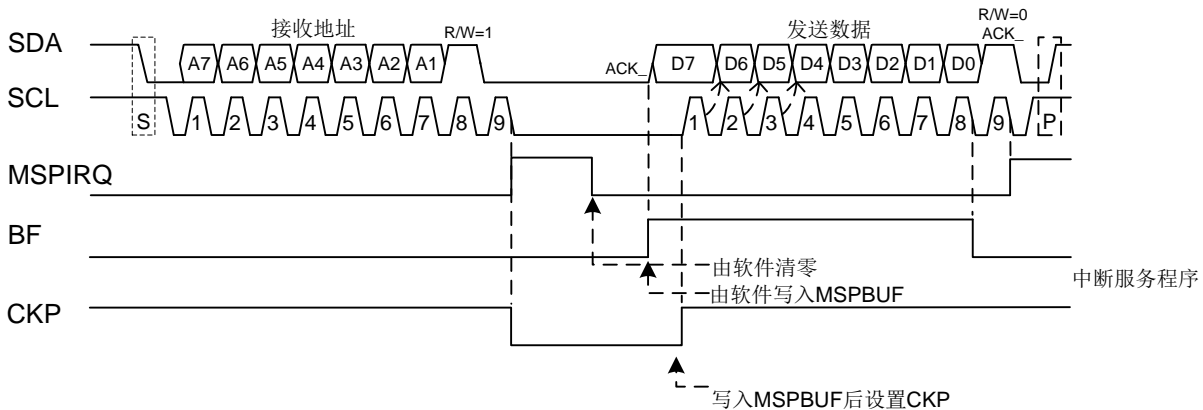 接收地址
R/W=1
发送数据
R/W=0
ACK_
SDA
A7 A6 A5 A4 A3 A2 A1
ACK_
D7 D6 D5 D4 D3 D2 D1 D0
SCL
S 1 2 3 4 5 6 7 8 9 1 2 3 4 5 6 7 8 9 P
MSPIRQ
BF
由软件清零
中断服务程序
由软件写入MSPBUF
CKP
写入MSPBUF后设置CKP